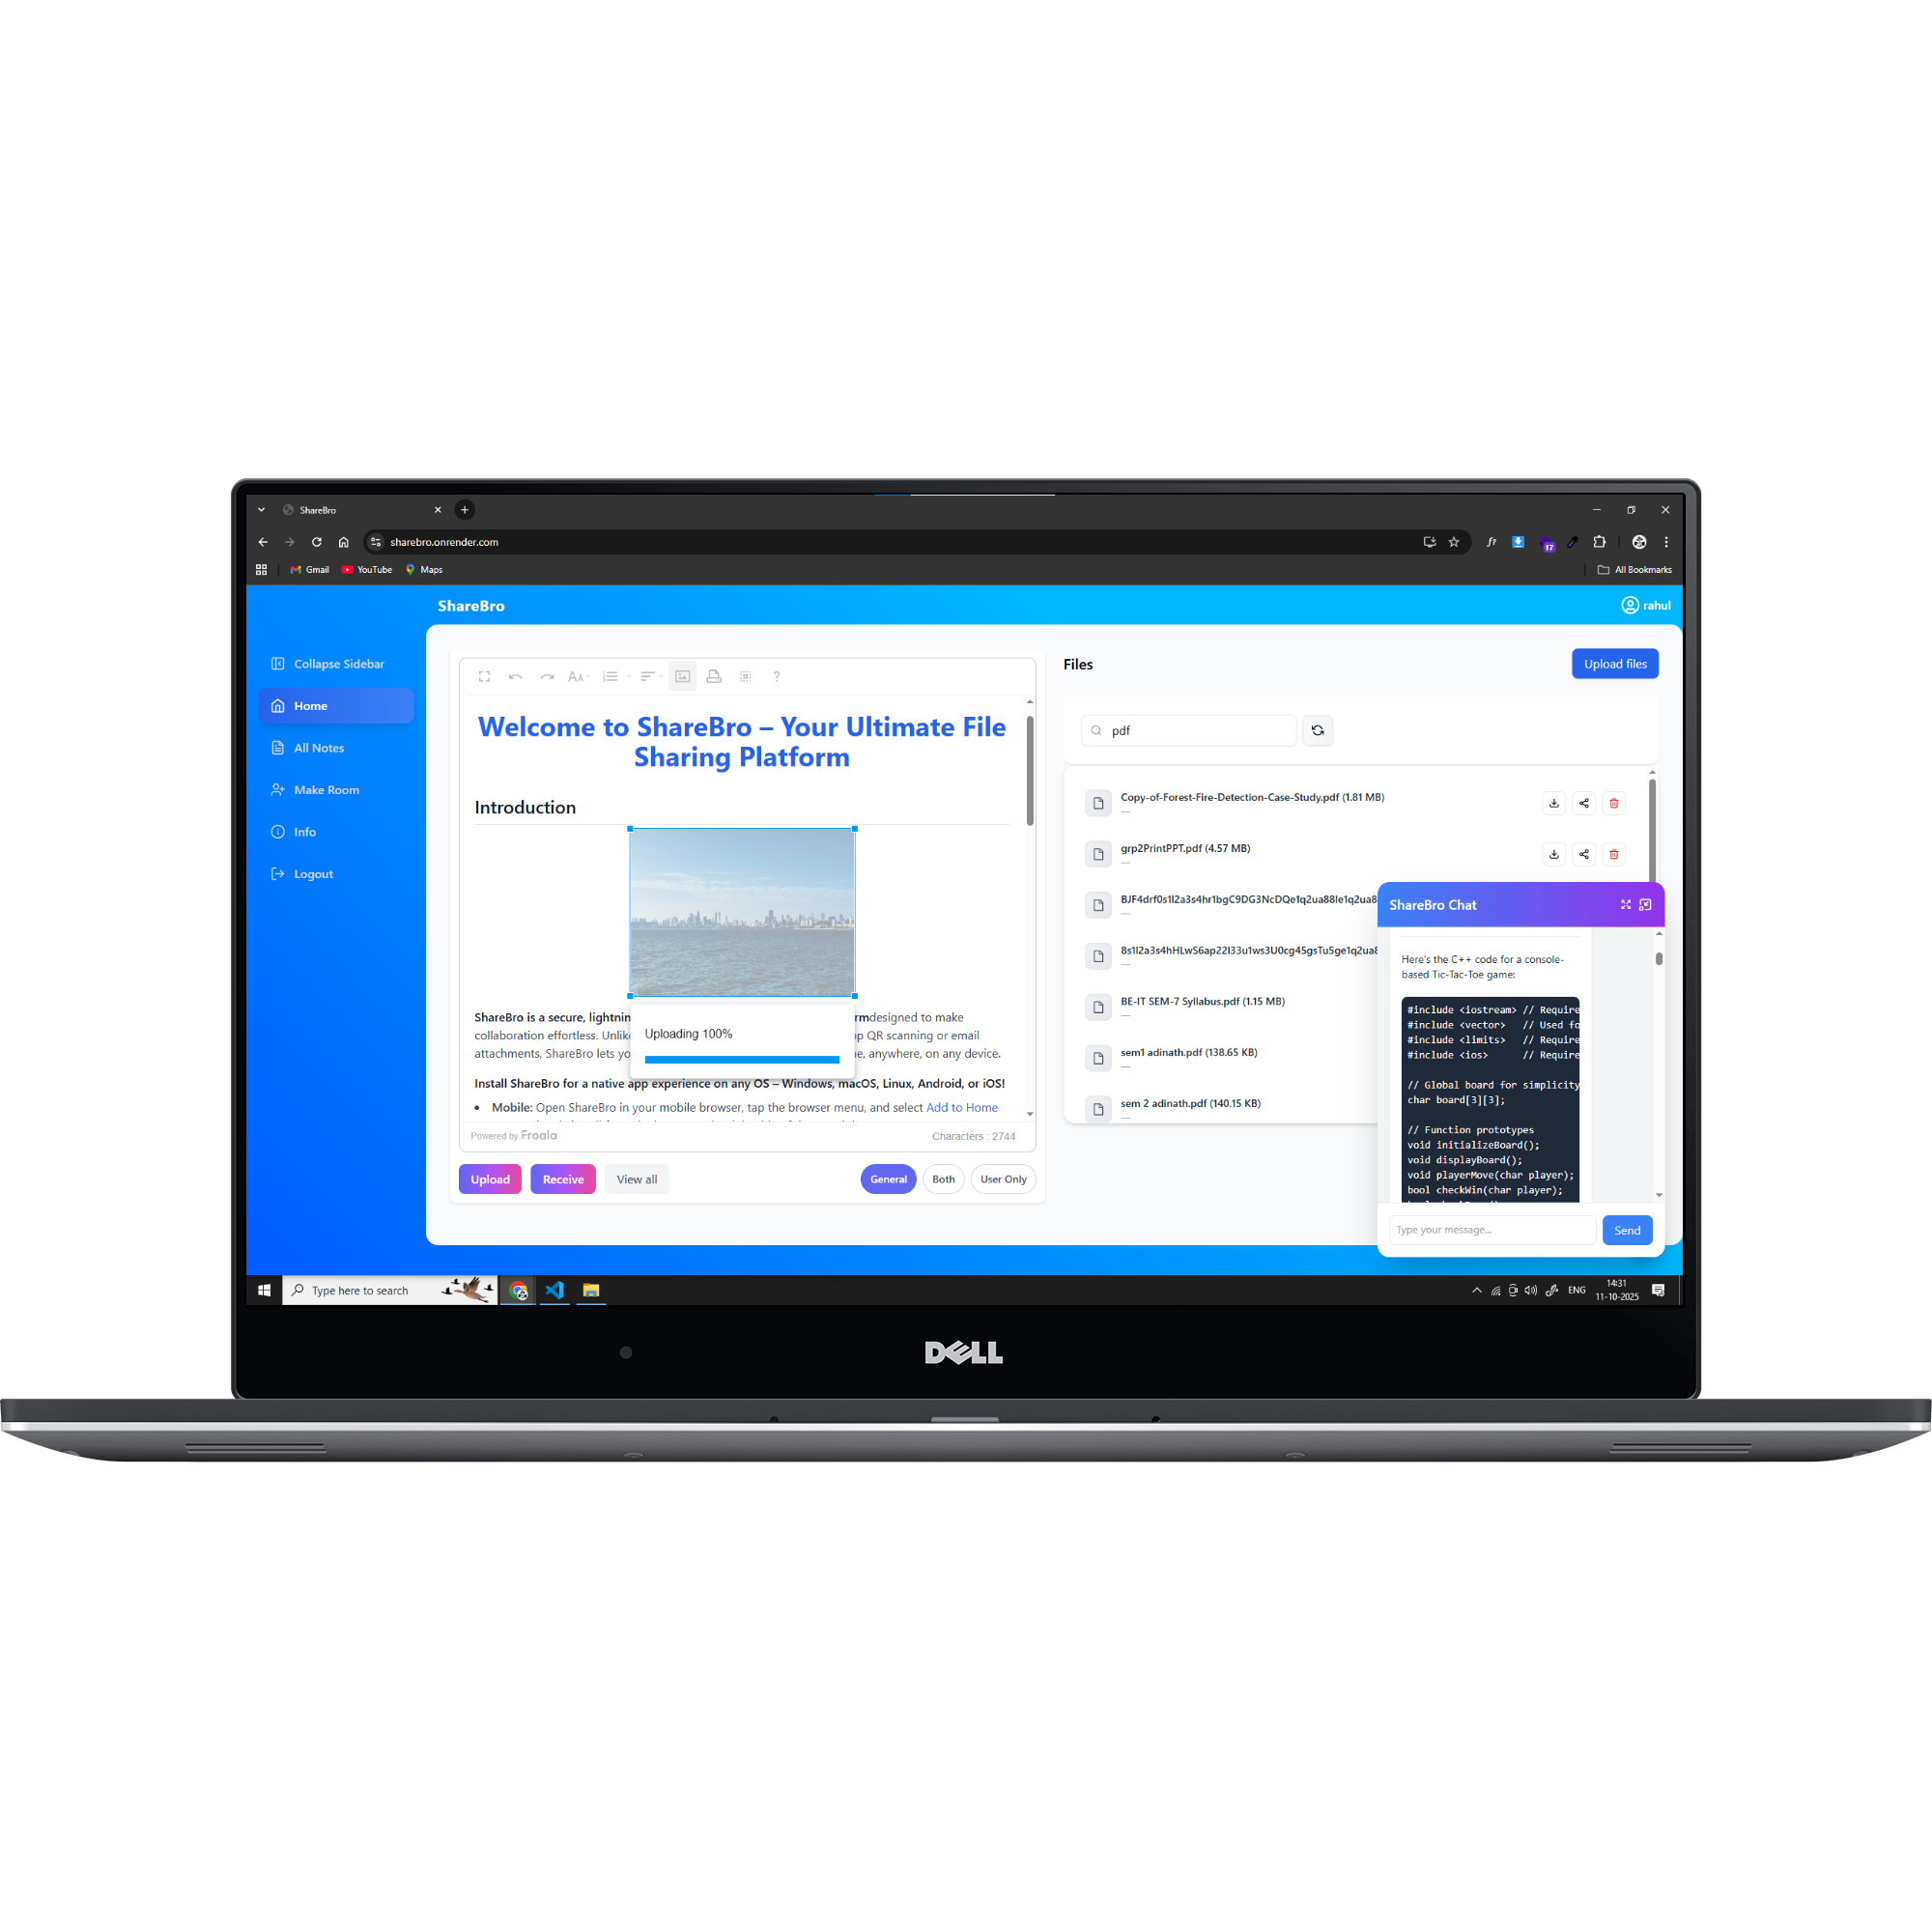 ShareBro
sharebro.onrender.com
17
Gmail
YouTube
Maps
All Bookmarks
ShareBro
rahul
Collapse Sidebar
Home
All Notes
Make Room
Info
Logout
AA
?
Welcome to ShareBro – Your Ultimate File
Sharing Platform
Introduction
ShareBro is a secure, lightnin
rmdesigned to make
collaboration effortless. Unlik
p QR scanning or email
attachments, ShareBro lets yo
e, anywhere, on any device.
Uploading 100%
Install ShareBro for a native app experience on any OS – Windows, macOS, Linux, Android, or iOS!
• Mobile: Open ShareBro in your mobile browser, tap the browser menu, and select Add to Home
Powered by Froala
Characters : 2744
Upload
Receive
View all
General
Both
User Only
Files
Upload files
pdf
Copy-of-Forest-Fire-Detection-Case-Study.pdf (1.81 MB)
—
grp2PrintPPT.pdf (4.57 MB)
—
—
—
BE-IT SEM-7 Syllabus.pdf (1.15 MB)
—
sem1 adinath.pdf (138.65 KB)
—
sem 2 adinath.pdf (140.15 KB)
—
ShareBro Chat
Here's the C++ code for a console-
based Tic-Tac-Toe game:
#include <iostream> // Require
#include <vector> // Used fo
#include <limits> // Require
#include <ios> // Require
// Global board for simplicity
char board[3][3];
// Function prototypes
void initializeBoard();
void displayBoard();
void playerMove(char player);
bool checkWin(char player);
Type your message...
Send
Type here to search
ENG
14:31
11-10-2025
DELL